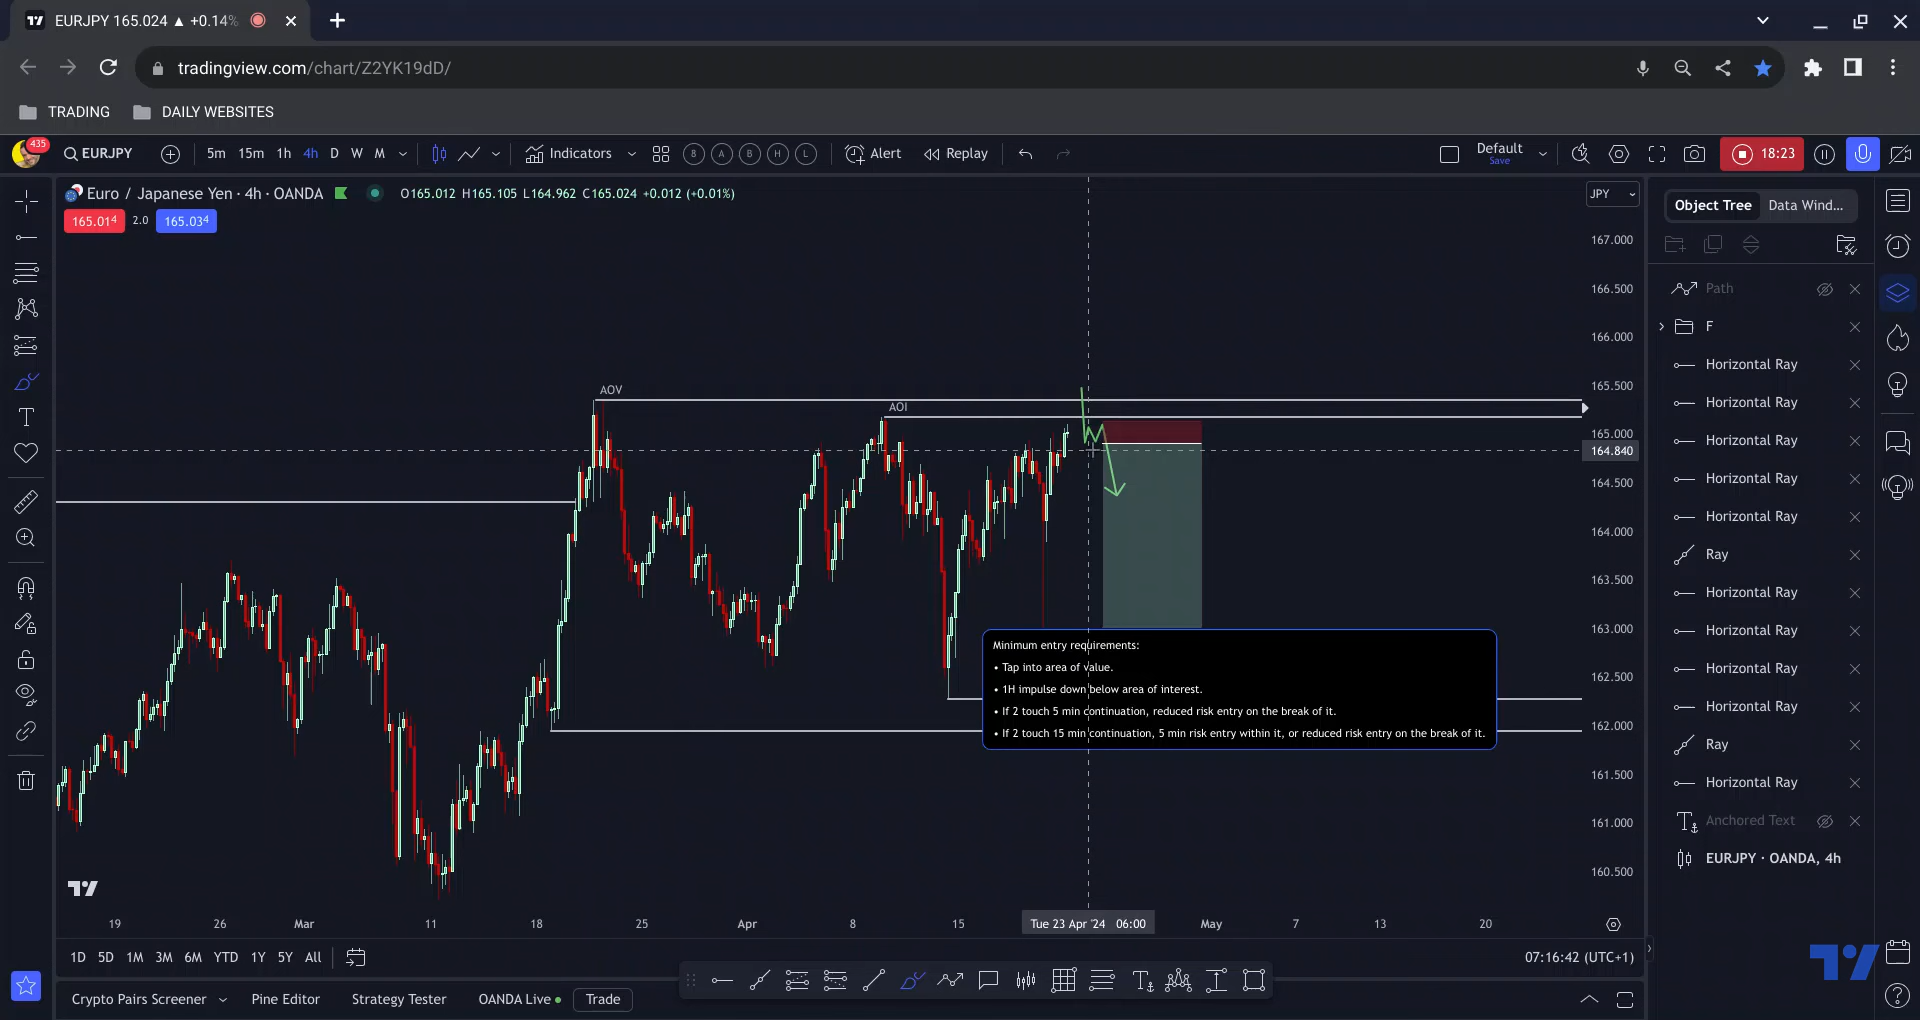 EURJPY 165.024 ▲ +0.14%
tradingview.com/chart/Z2YK19dD/
TRADING
DAILY WEBSITES
435
EURJPY
5m 15m 1h 4h D W M
Indicators
8 A B H L
Alert
Replay
Default
Save
18:23
Euro / Japanese Yen · 4h · OANDA
O165.012 H165.105 L164.962 C165.024 +0.012 (+0.01%)
165.014 2.0 165.034
JPY
167.000
166.500
166.000
165.500
165.000
164.840
164.500
164.000
163.500
163.000
162.500
162.000
161.500
161.000
160.500
AOV
AOI
Minimum entry requirements:
• Tap into area of value.
• 1H impulse down below area of interest.
• If 2 touch 5 min continuation, reduced risk entry on the break of it.
• If 2 touch 15 min continuation, 5 min risk entry within it, or reduced risk entry on the break of it.
19 26 Mar 11 18 25 Apr 8 15 Tue 23 Apr '24 06:00 May 7 13 20
1D 5D 1M 3M 6M YTD 1Y 5Y All
07:16:42 (UTC+1)
Crypto Pairs Screener
Pine Editor
Strategy Tester
OANDA Live
Trade
Object Tree
Data Wind...
Path
F
Horizontal Ray
Horizontal Ray
Horizontal Ray
Horizontal Ray
Horizontal Ray
Ray
Horizontal Ray
Horizontal Ray
Horizontal Ray
Horizontal Ray
Ray
Horizontal Ray
Anchored Text
EURJPY · OANDA, 4h